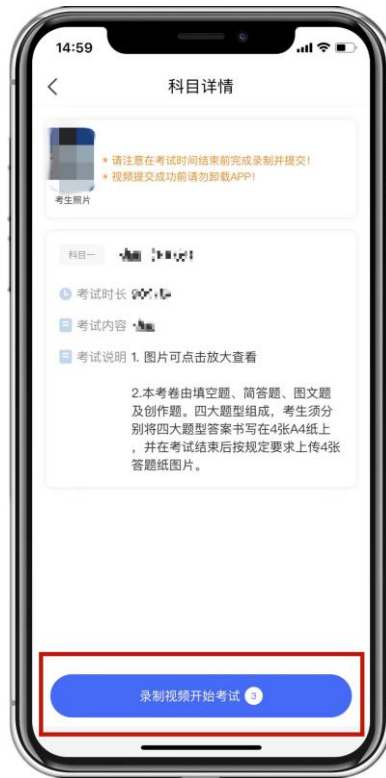 14:59
科目详情
* 请注意在考试时间结束前完成录制并提交!
* 视频提交成功前请勿卸载APP!
考生照片
科目一
考试时长
考试内容
考试说明 1. 图片可点击放大查看
2.本考卷由填空题、简答题、图文题
及创作题。四大题型组成，考生须分
别将四大题型答案书写在4张A4纸上
，并在考试结束后按规定要求上传4张
答题纸图片。
录制视频开始考试 3